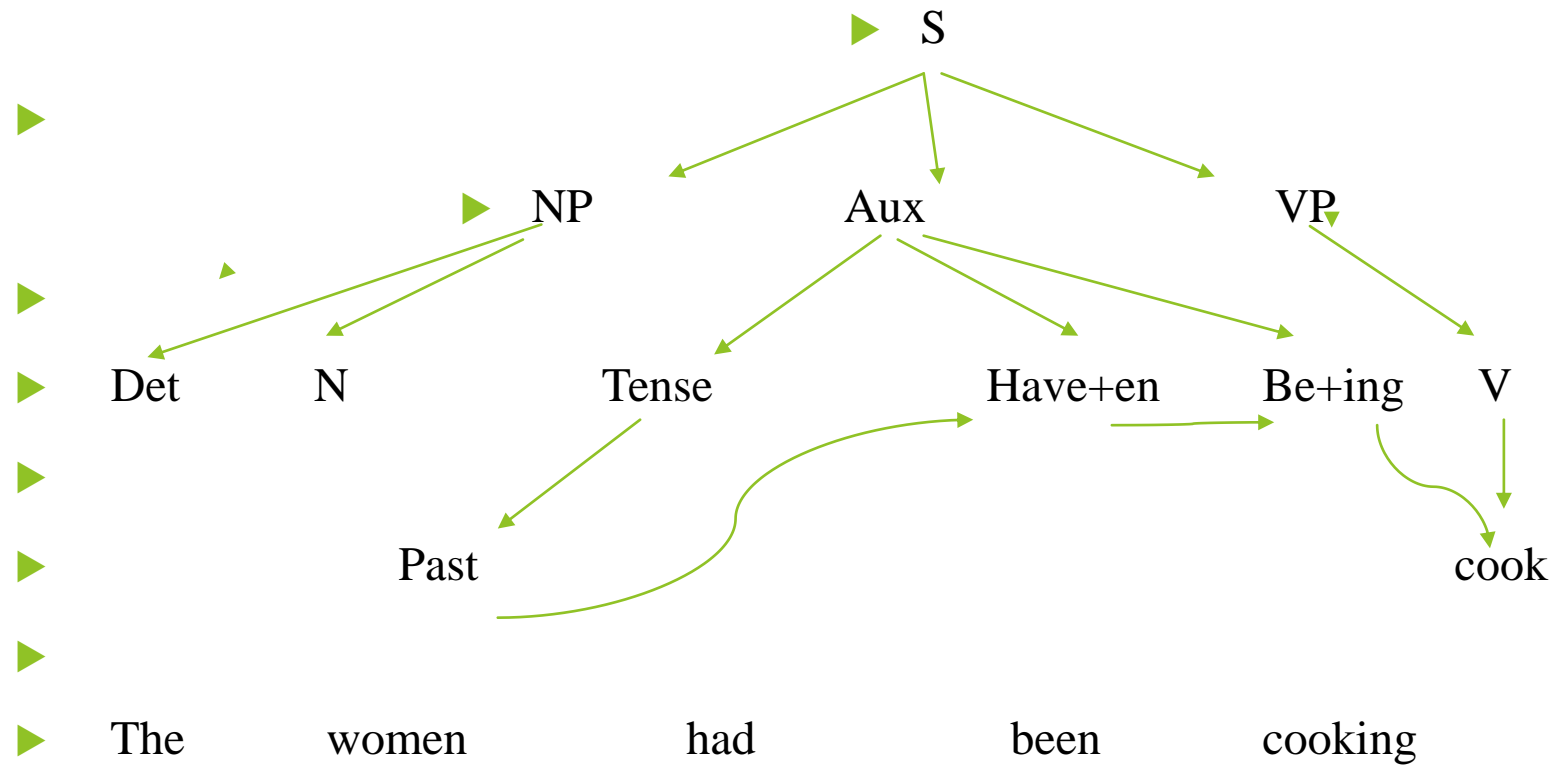 S
NP Aux VP
Det N Tense Have+en Be+ing V
Past cook
The women had been cooking